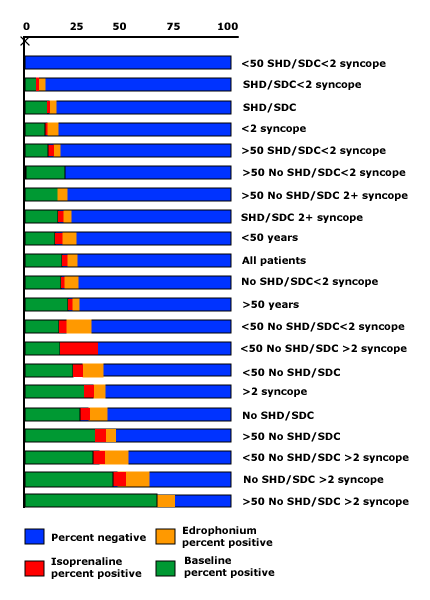 0 25 50 75 100
<50 SHD/SDC<2 syncope
SHD/SDC<2 syncope
SHD/SDC
<2 syncope
>50 SHD/SDC<2 syncope
>50 No SHD/SDC<2 syncope
>50 No SHD/SDC 2+ syncope
SHD/SDC 2+ syncope
<50 years
All patients
No SHD/SDC<2 syncope
>50 years
<50 No SHD/SDC<2 syncope
<50 No SHD/SDC >2 syncope
<50 No SHD/SDC
>2 syncope
No SHD/SDC
>50 No SHD/SDC
<50 No SHD/SDC >2 syncope
No SHD/SDC >2 syncope
>50 No SHD/SDC >2 syncope
Percent negative
Edrophonium
percent positive
Isoprenaline
percent positive
Baseline
percent positive